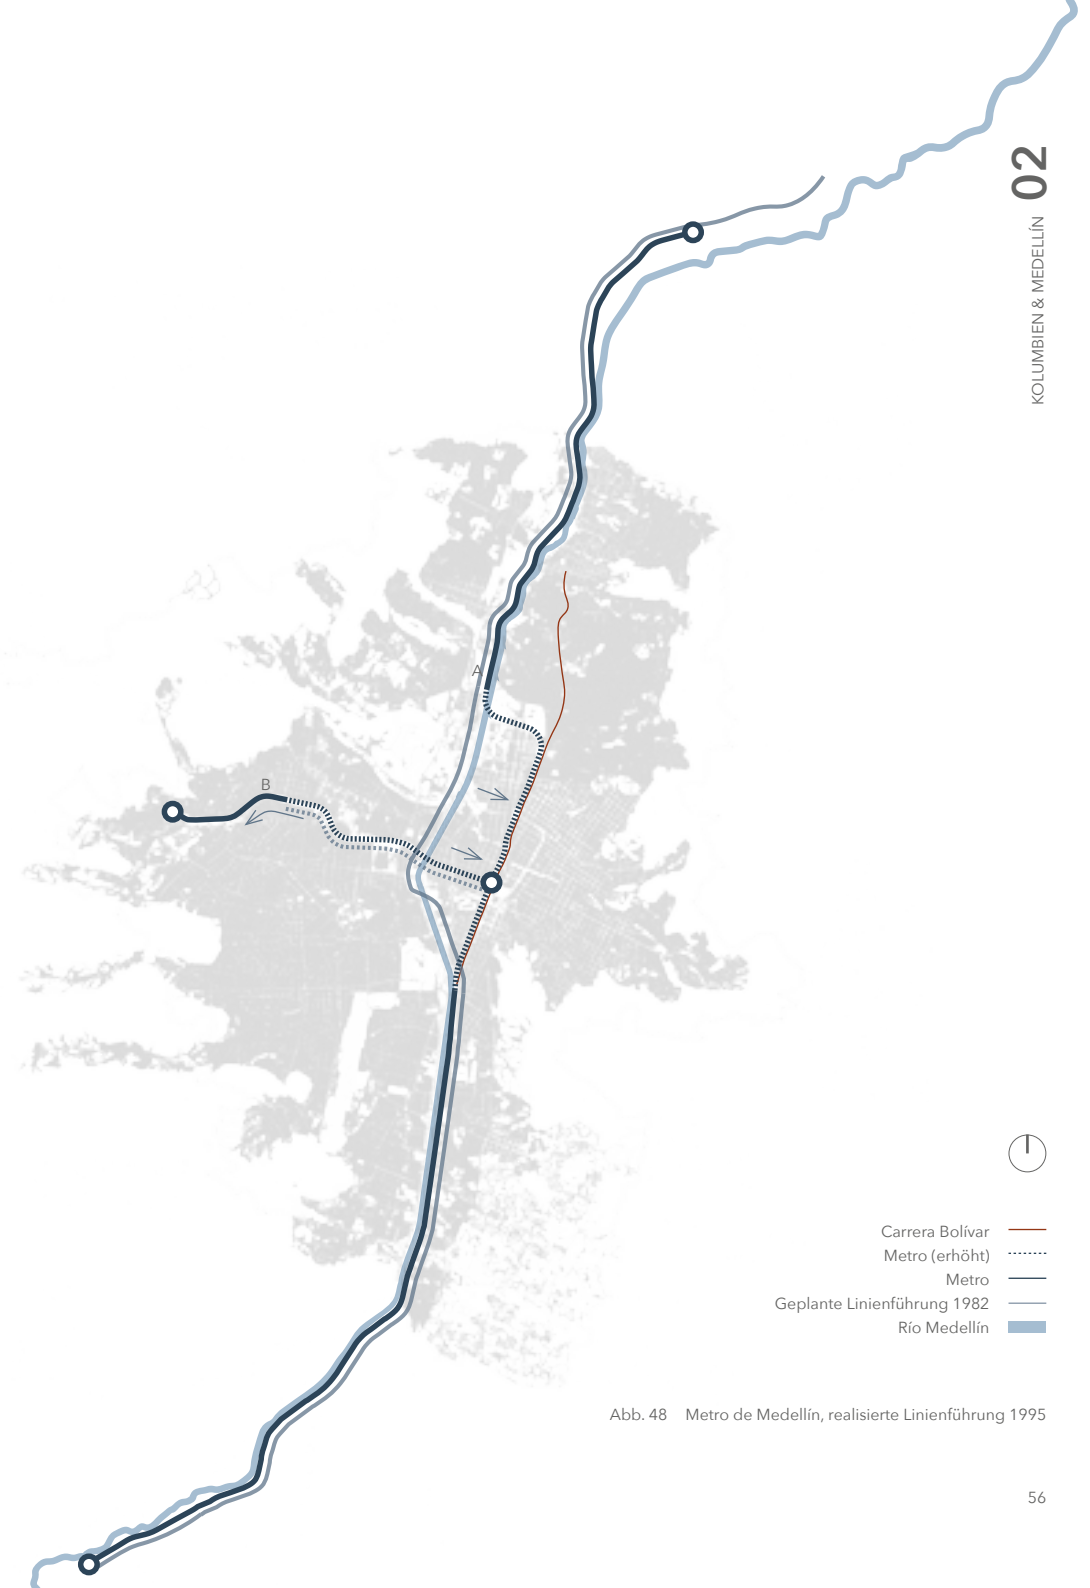 02
KOLUMBIEN & MEDELLÍN
A
B
Carrera Bolívar
Metro (erhöht)
Metro
Geplante Linienführung 1982
Río Medellín
Abb. 48 Metro de Medellín, realisierte Linienführung 1995
56